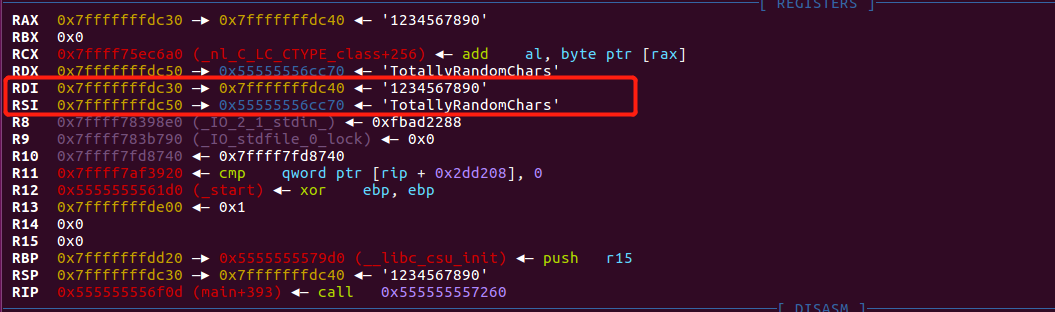 [ REGISTERS ]
RAX 0x7fffffffdc30 —▸ 0x7fffffffdc40 ◂— '1234567890'
RBX 0x0
RCX 0x7ffff75ec6a0 (_nl_C_LC_CTYPE_class+256) ◂— add al, byte ptr [rax]
RDX 0x7fffffffdc50 —▸ 0x55555556cc70 ◂— 'TotallyRandomChars'
RDI 0x7fffffffdc30 —▸ 0x7fffffffdc40 ◂— '1234567890'
RSI 0x7fffffffdc50 —▸ 0x55555556cc70 ◂— 'TotallyRandomChars'
R8 0x7ffff78398e0 (_IO_2_1_stdin_) ◂— 0xfbad2288
R9 0x7ffff783b790 (_IO_stdfile_0_lock) ◂— 0x0
R10 0x7ffff7fd8740 ◂— 0x7ffff7fd8740
R11 0x7ffff7af3920 ◂— cmp qword ptr [rip + 0x2dd208], 0
R12 0x5555555561d0 (_start) ◂— xor ebp, ebp
R13 0x7fffffffde00 ◂— 0x1
R14 0x0
R15 0x0
RBP 0x7fffffffdd20 —▸ 0x5555555579d0 (__libc_csu_init) ◂— push r15
RSP 0x7fffffffdc30 —▸ 0x7fffffffdc40 ◂— '1234567890'
RIP 0x555555556f0d (main+393) ◂— call 0x555555557260
[ DISASM ]